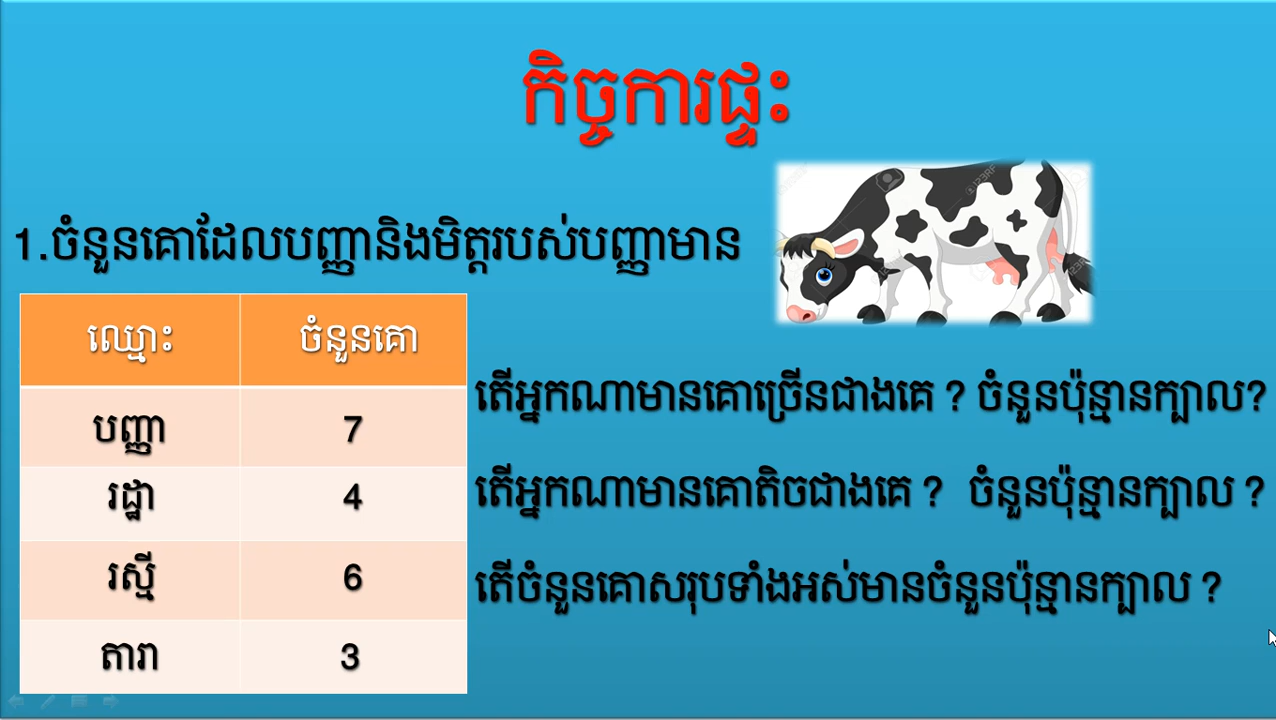 កិច្ចការផ្ទះ
1.ចំនួនគោដែលបញ្ញានិងមិត្តរបស់បញ្ញាមាន
ឈ្មោះ ចំនួនគោ
បញ្ញា 7
រដ្ឋា 4
រស្មី 6
តារា 3
តើអ្នកណាមានគោច្រើនជាងគេ ? ចំនួនប៉ុន្មានក្បាល?
តើអ្នកណាមានគោតិចជាងគេ ? ចំនួនប៉ុន្មានក្បាល ?
តើចំនួនគោសរុបទាំងអស់មានចំនួនប៉ុន្មានក្បាល ?